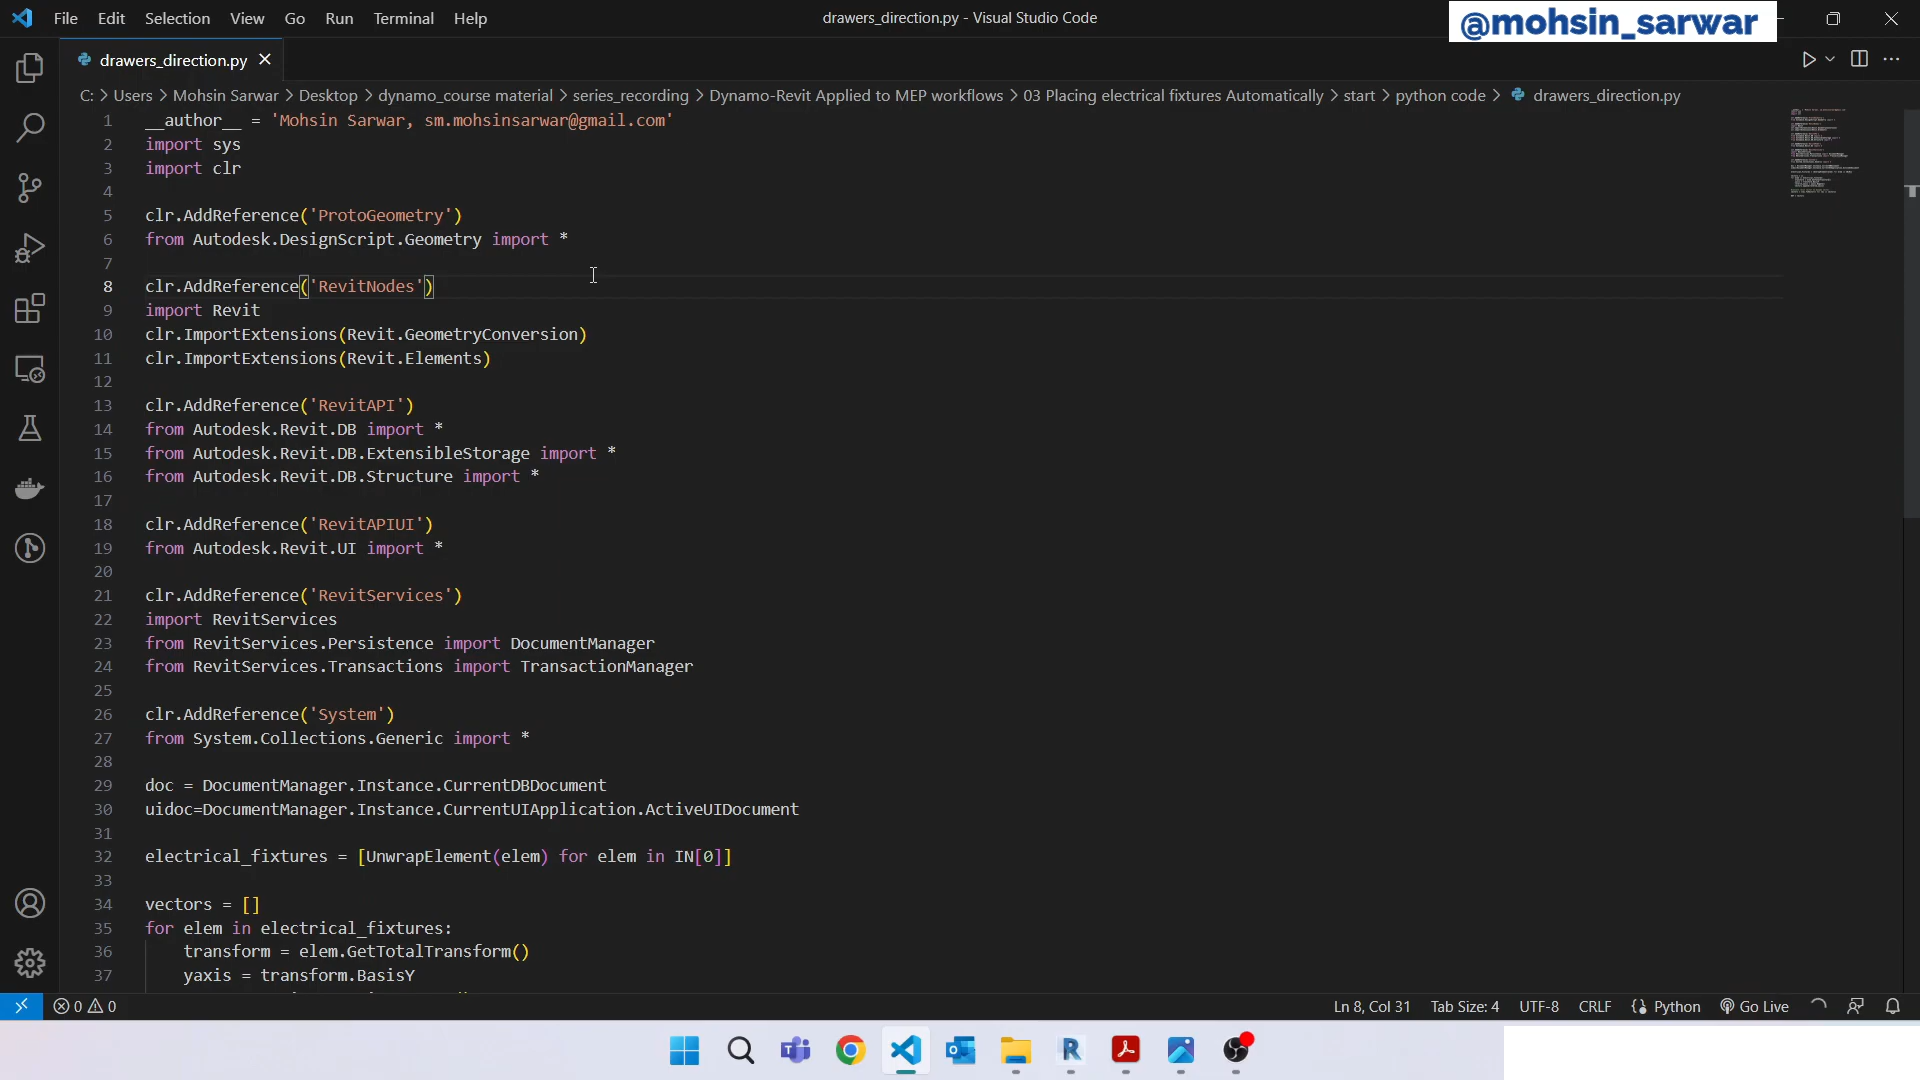 File Edit Selection View Go Run Terminal Help
drawers_direction.py - Visual Studio Code
@mohsin_sarwar
drawers_direction.py
C: > Users > Mohsin Sarwar > Desktop > dynamo_course material > series_recording > Dynamo-Revit Applied to MEP workflows > 03 Placing electrical fixtures Automatically > start > python code > drawers_direction.py
1 __author__ = 'Mohsin Sarwar, sm.mohsinsarwar@gmail.com'
2 import sys
3 import clr
4
5 clr.AddReference('ProtoGeometry')
6 from Autodesk.DesignScript.Geometry import *
7
8 clr.AddReference('RevitNodes')
9 import Revit
10 clr.ImportExtensions(Revit.GeometryConversion)
11 clr.ImportExtensions(Revit.Elements)
12
13 clr.AddReference('RevitAPI')
14 from Autodesk.Revit.DB import *
15 from Autodesk.Revit.DB.ExtensibleStorage import *
16 from Autodesk.Revit.DB.Structure import *
17
18 clr.AddReference('RevitAPIUI')
19 from Autodesk.Revit.UI import *
20
21 clr.AddReference('RevitServices')
22 import RevitServices
23 from RevitServices.Persistence import DocumentManager
24 from RevitServices.Transactions import TransactionManager
25
26 clr.AddReference('System')
27 from System.Collections.Generic import *
28
29 doc = DocumentManager.Instance.CurrentDBDocument
30 uidoc=DocumentManager.Instance.CurrentUIApplication.ActiveUIDocument
31
32 electrical_fixtures = [UnwrapElement(elem) for elem in IN[0]]
33
34 vectors = []
35 for elem in electrical_fixtures:
36 transform = elem.GetTotalTransform()
37 yaxis = transform.BasisY
0 0
Ln 8, Col 31 Tab Size: 4 UTF-8 CRLF Python Go Live